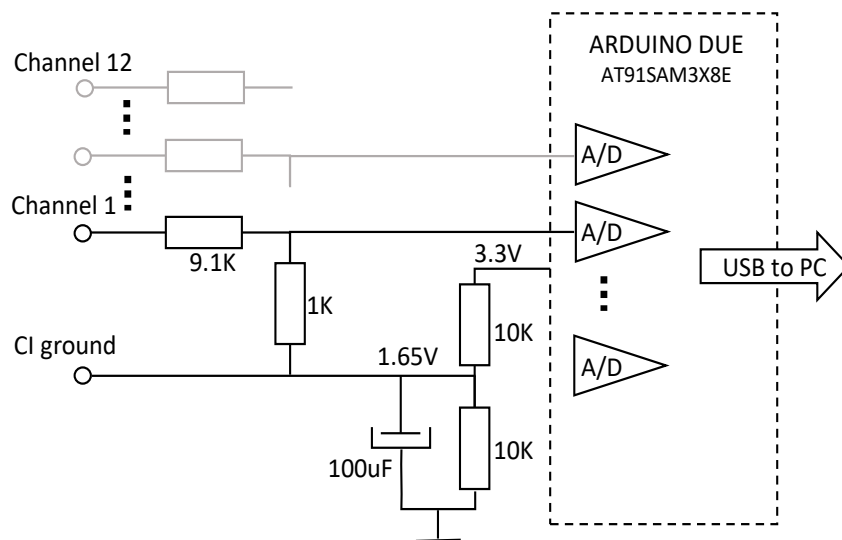 ARDUINO DUE
AT91SAM3X8E
Channel 12
A/D
Channel 1
A/D
9.1K
3.3V
USB to PC
1K
10K
CI ground
1.65V
A/D
100uF
10K